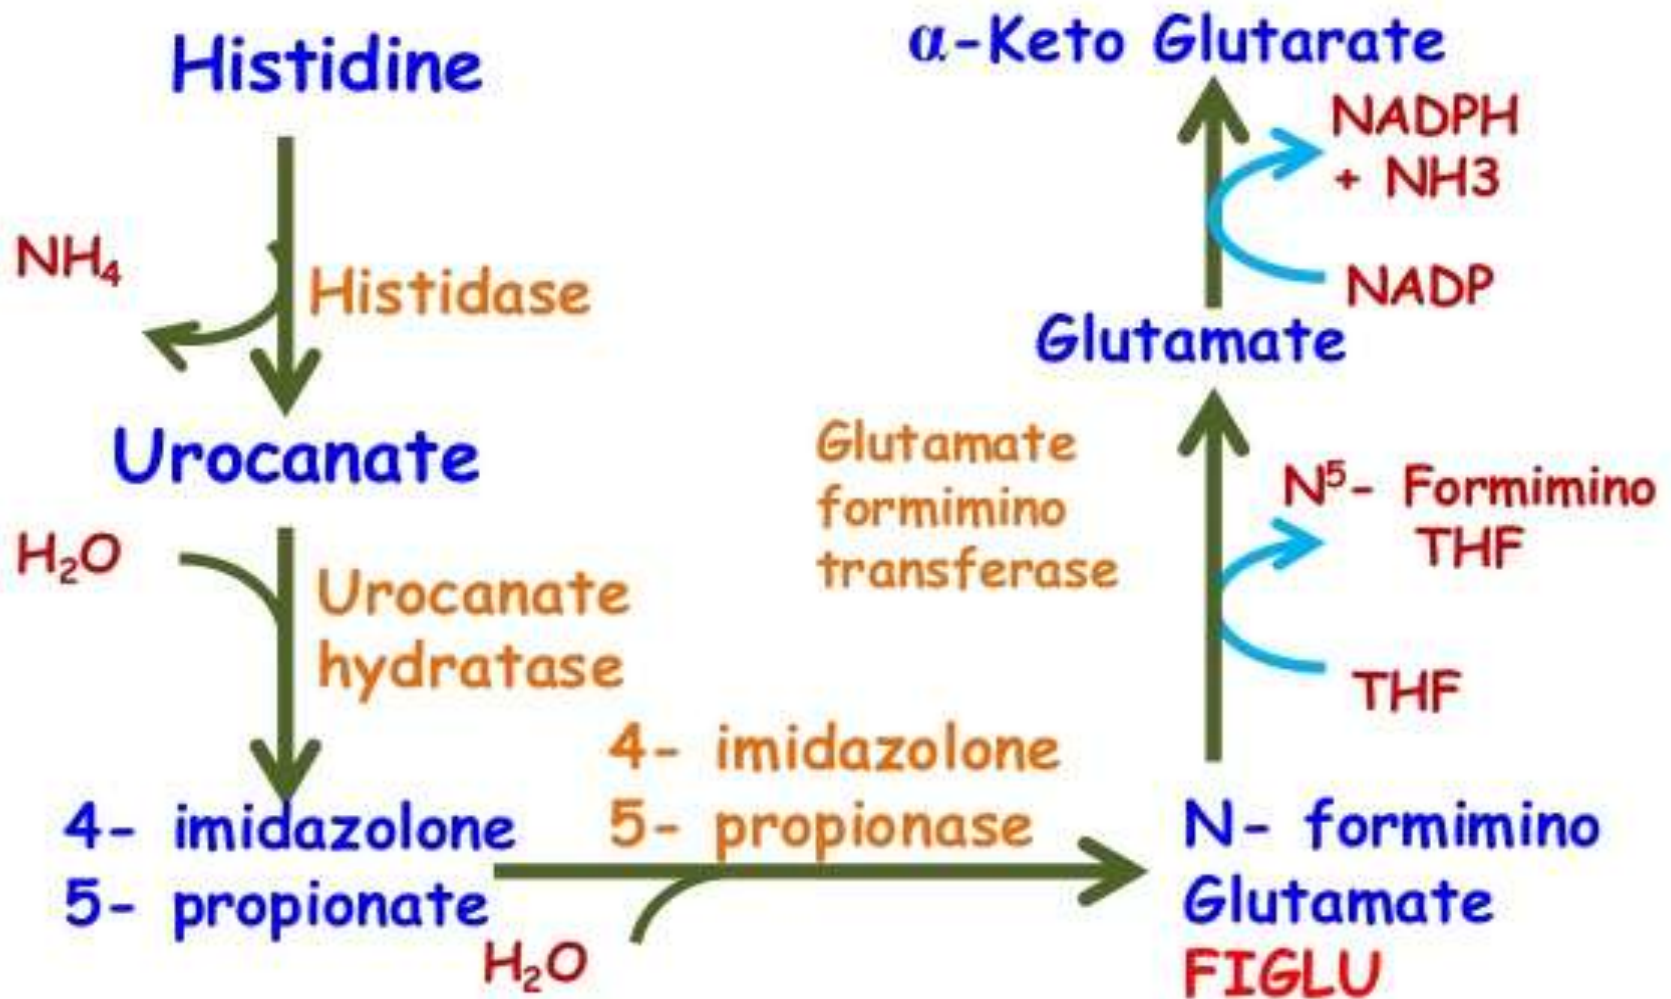 Histidine
NH₄
Histidase
Urocanate
H₂O
Urocanate
hydratase
4- imidazolone
5- propionate
4- imidazolone
5- propionase
H₂O
N- formimino
Glutamate
FIGLU
Glutamate
formimino
transferase
N⁵- Formimino
THF
THF
Glutamate
NADPH
+ NH3
NADP
α-Keto Glutarate